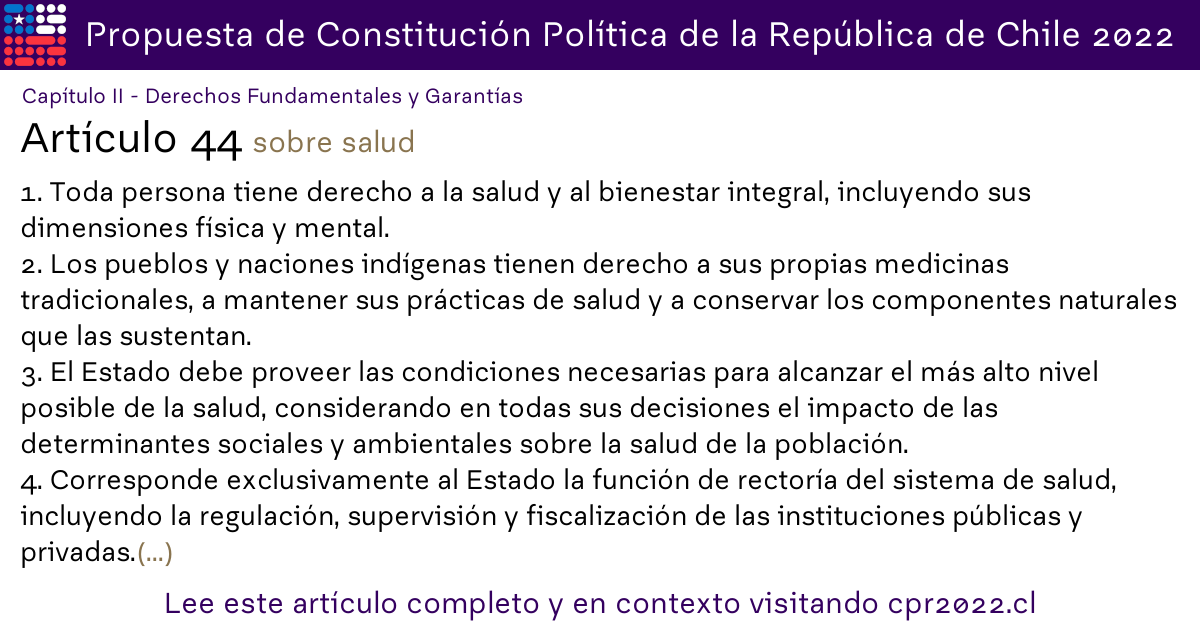 Propuesta de Constitución Política de la República de Chile 2022
Capítulo II - Derechos Fundamentales y Garantías
Artículo 44 sobre salud
1. Toda persona tiene derecho a la salud y al bienestar integral, incluyendo sus
dimensiones física y mental.
2. Los pueblos y naciones indígenas tienen derecho a sus propias medicinas
tradicionales, a mantener sus prácticas de salud y a conservar los componentes naturales
que las sustentan.
3. El Estado debe proveer las condiciones necesarias para alcanzar el más alto nivel
posible de la salud, considerando en todas sus decisiones el impacto de las
determinantes sociales y ambientales sobre la salud de la población.
4. Corresponde exclusivamente al Estado la función de rectoría del sistema de salud,
incluyendo la regulación, supervisión y fiscalización de las instituciones públicas y
privadas.(...)
Lee este artículo completo y en contexto visitando cpr2022.cl